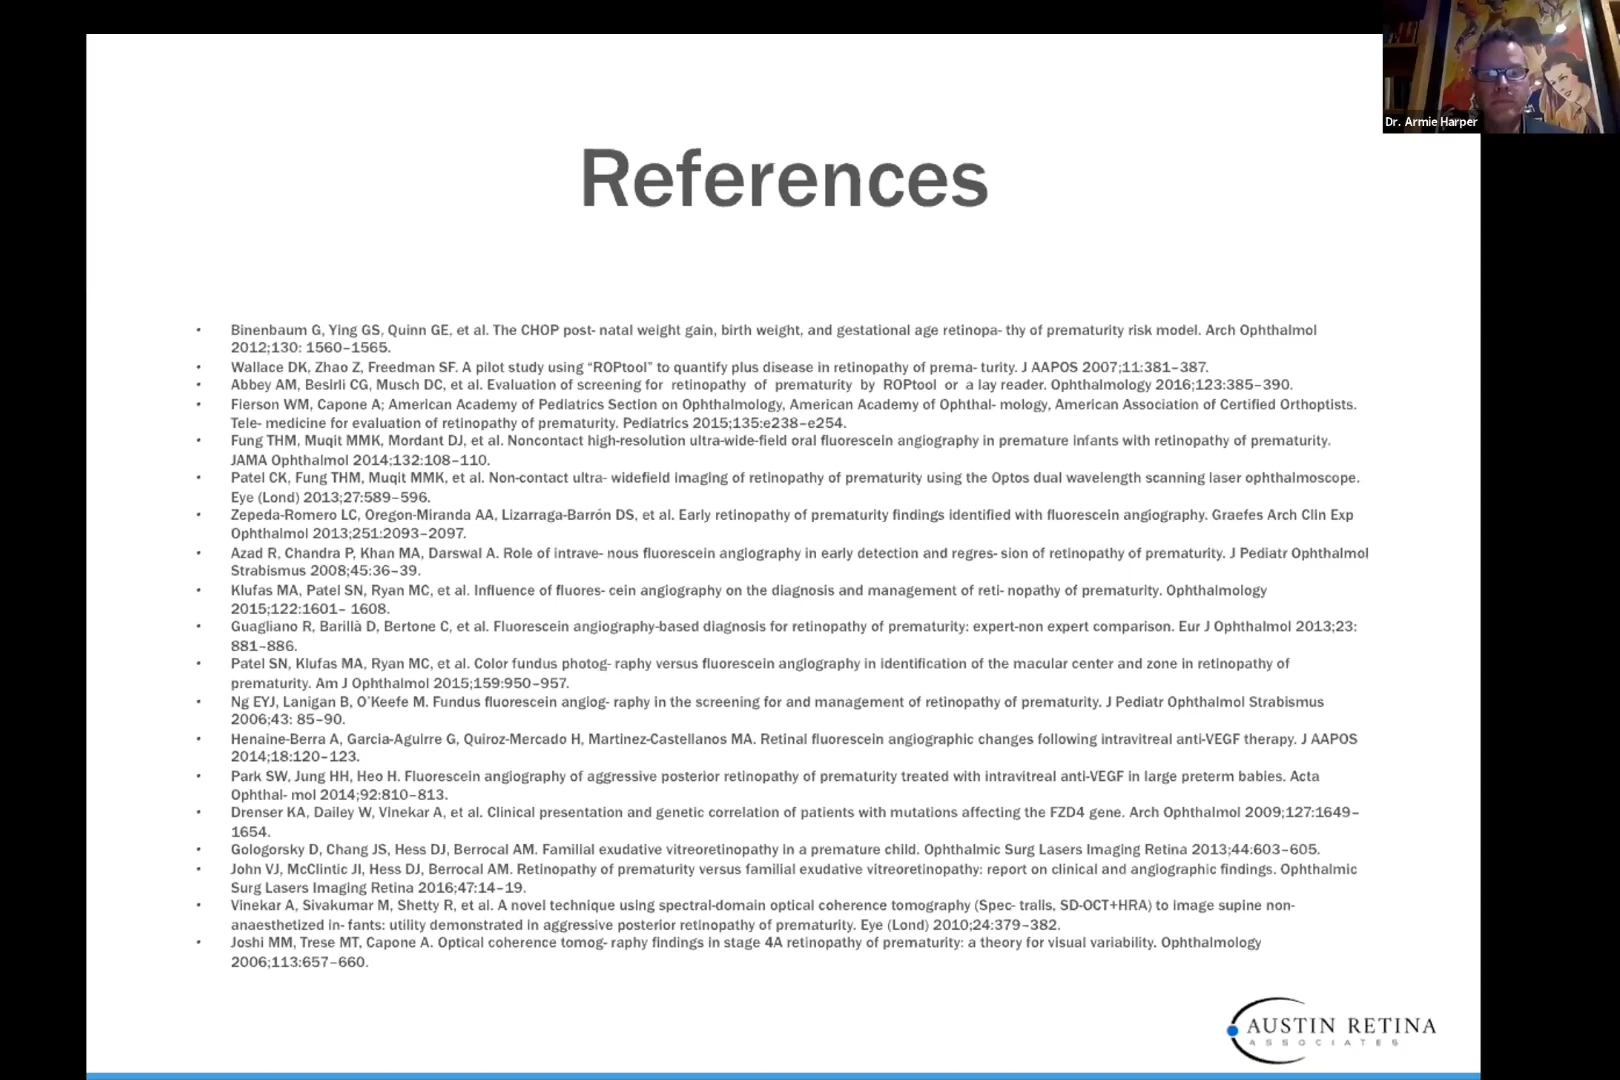 Dr. Armie Harper
References
• Binenbaum G, Ying GS, Quinn GE, et al. The CHOP post- natal weight gain, birth weight, and gestational age retinopa- thy of prematurity risk model. Arch Ophthalmol
2012;130: 1560–1565.
• Wallace DK, Zhao Z, Freedman SF. A pilot study using “ROPtool” to quantify plus disease in retinopathy of prema- turity. J AAPOS 2007;11:381–387.
• Abbey AM, Besirli CG, Musch DC, et al. Evaluation of screening for retinopathy of prematurity by ROPtool or a lay reader. Ophthalmology 2016;123:385–390.
• Fierson WM, Capone A; American Academy of Pediatrics Section on Ophthalmology, American Academy of Ophthal- mology, American Association of Certified Orthoptists.
Tele- medicine for evaluation of retinopathy of prematurity. Pediatrics 2015;135:e238–e254.
• Fung THM, Muqit MMK, Mordant DJ, et al. Noncontact high-resolution ultra-wide-field oral fluorescein angiography in premature infants with retinopathy of prematurity.
JAMA Ophthalmol 2014;132:108–110.
• Patel CK, Fung THM, Muqit MMK, et al. Non-contact ultra- widefield imaging of retinopathy of prematurity using the Optos dual wavelength scanning laser ophthalmoscope.
Eye (Lond) 2013;27:589–596.
• Zepeda-Romero LC, Oregon-Miranda AA, Lizarraga-Barrón DS, et al. Early retinopathy of prematurity findings identified with fluorescein angiography. Graefes Arch Clin Exp
Ophthalmol 2013;251:2093–2097.
• Azad R, Chandra P, Khan MA, Darswal A. Role of intrave- nous fluorescein angiography in early detection and regres- sion of retinopathy of prematurity. J Pediatr Ophthalmol
Strabismus 2008;45:36–39.
• Klufas MA, Patel SN, Ryan MC, et al. Influence of fluores- cein angiography on the diagnosis and management of reti- nopathy of prematurity. Ophthalmology
2015;122:1601– 1608.
• Guagliano R, Barillà D, Bertone C, et al. Fluorescein angiography-based diagnosis for retinopathy of prematurity: expert-non expert comparison. Eur J Ophthalmol 2013;23:
881–886.
• Patel SN, Klufas MA, Ryan MC, et al. Color fundus photog- raphy versus fluorescein angiography in identification of the macular center and zone in retinopathy of
prematurity. Am J Ophthalmol 2015;159:950–957.
• Ng EYJ, Lanigan B, O’Keefe M. Fundus fluorescein angiog- raphy in the screening for and management of retinopathy of prematurity. J Pediatr Ophthalmol Strabismus
2006;43: 85–90.
• Henaine-Berra A, Garcia-Aguirre G, Quiroz-Mercado H, Martinez-Castellanos MA. Retinal fluorescein angiographic changes following intravitreal anti-VEGF therapy. J AAPOS
2014;18:120–123.
• Park SW, Jung HH, Heo H. Fluorescein angiography of aggressive posterior retinopathy of prematurity treated with intravitreal anti-VEGF in large preterm babies. Acta
Ophthal- mol 2014;92:810–813.
• Drenser KA, Dailey W, Vinekar A, et al. Clinical presentation and genetic correlation of patients with mutations affecting the FZD4 gene. Arch Ophthalmol 2009;127:1649–
1654.
• Gologorsky D, Chang JS, Hess DJ, Berrocal AM. Familial exudative vitreoretinopathy in a premature child. Ophthalmic Surg Lasers Imaging Retina 2013;44:603–605.
• John VJ, McClintic JI, Hess DJ, Berrocal AM. Retinopathy of prematurity versus familial exudative vitreoretinopathy: report on clinical and angiographic findings. Ophthalmic
Surg Lasers Imaging Retina 2016;47:14–19.
• Vinekar A, Sivakumar M, Shetty R, et al. A novel technique using spectral-domain optical coherence tomography (Spec- tralis, SD-OCT+HRA) to image supine non-
anaesthetized in- fants: utility demonstrated in aggressive posterior retinopathy of prematurity. Eye (Lond) 2010;24:379–382.
• Joshi MM, Trese MT, Capone A. Optical coherence tomog- raphy findings in stage 4A retinopathy of prematurity: a theory for visual variability. Ophthalmology
2006;113:657–660.
AUSTIN RETINA
ASSOCIATES